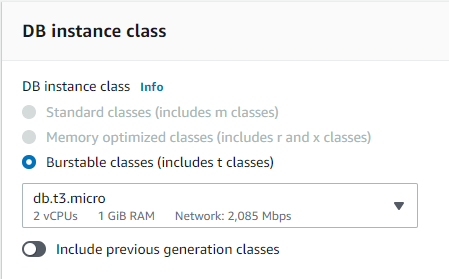 DB instance class
DB instance class Info
Standard classes (includes m classes)
Memory optimized classes (includes r and x classes)
Burstable classes (includes t classes)
db.t3.micro
2 vCPUs 1 GiB RAM Network: 2,085 Mbps
Include previous generation classes